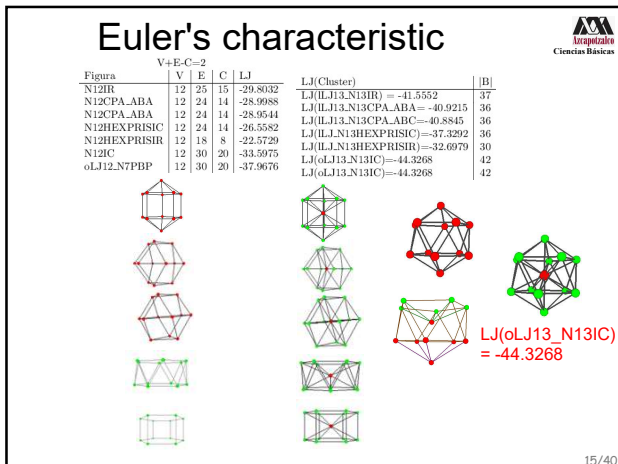 Euler's characteristic
Azcapotzalco
Ciencias Básicas
V+E-C=2
Figura V E C LJ
N12IR 12 25 15 -29.8032
N12CPA_ABA 12 24 14 -28.9988
N12CPA_ABA 12 24 14 -28.9544
N12HEXPRISIC 12 24 14 -26.5582
N12HEXPRISIR 12 18 8 -22.5729
N12IC 12 30 20 -33.5975
oLJ12_N7PBP 12 30 20 -37.9676
LJ(Cluster) |B|
LJ(lLJ13_N13IR) = -41.5552 37
LJ(lLJ13_N13CPA_ABA= -40.9215 36
LJ(lLJ13_N13CPA_ABC=-40.8845 36
LJ(lLJ_N13HEXPRISIC)=-37.3292 36
LJ(lLJ_N13HEXPRISIR)=-32.6979 30
LJ(oLJ13_N13IC)=-44.3268 42
LJ(oLJ13_N13IC)=-44.3268 42
LJ(oLJ13_N13IC)
= -44.3268
15/40